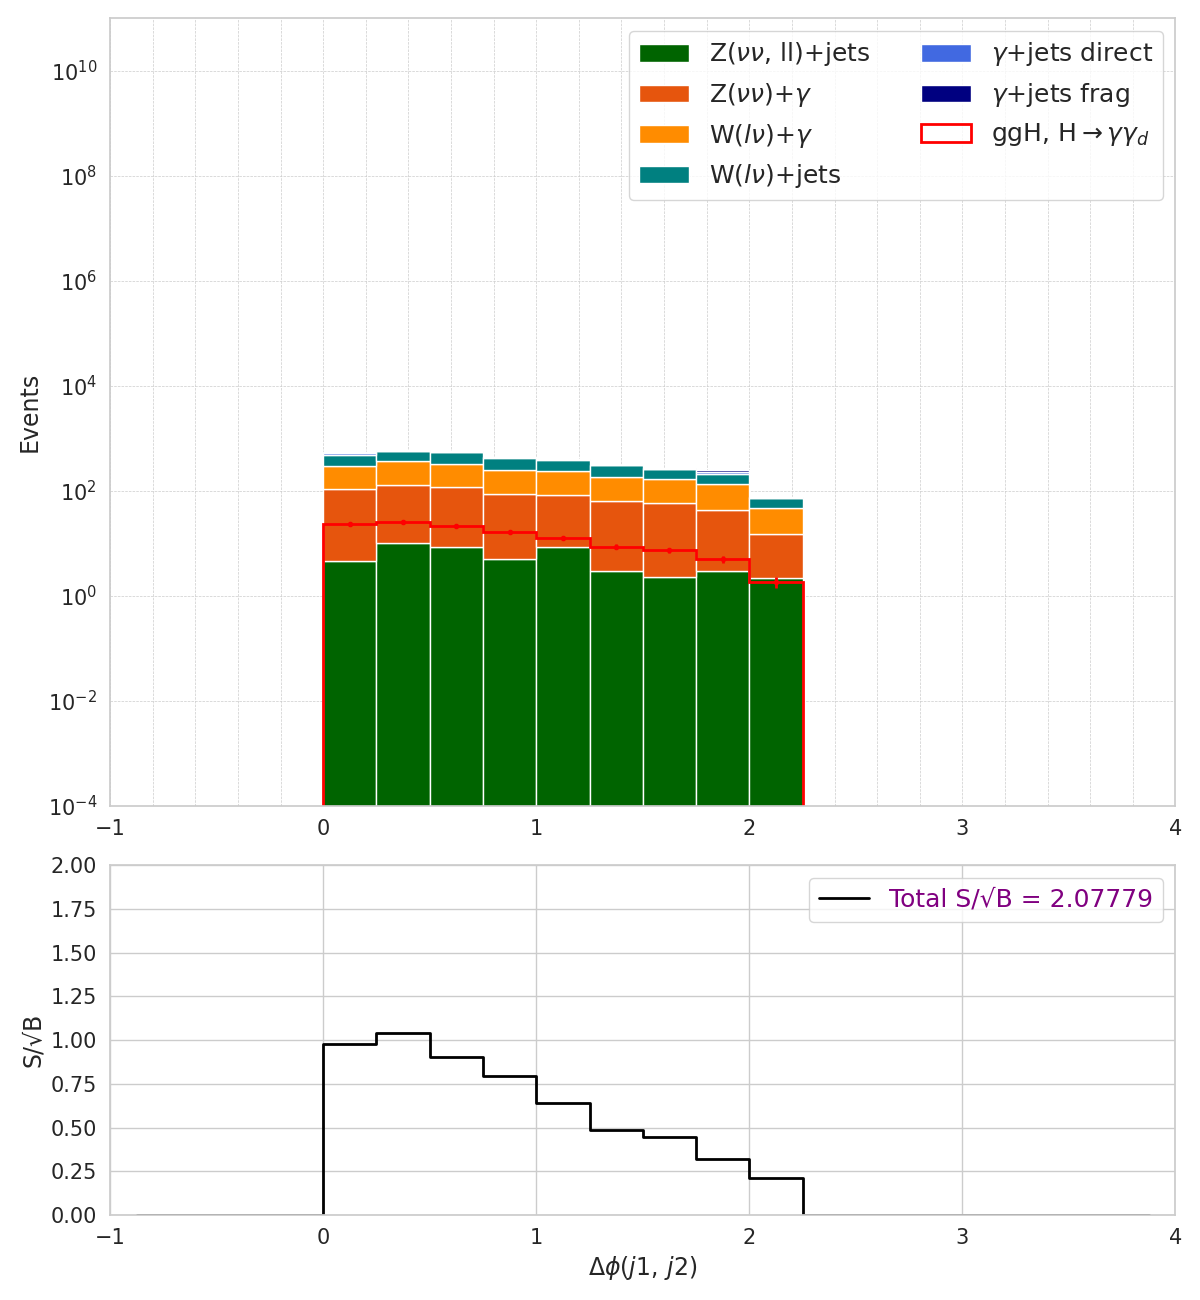 Z(νν, ll)+jets
Z(νν)+γ
W(lν)+γ
W(lν)+jets
γ+jets direct
γ+jets frag
ggH, H→γγ_d
Events
10^10
10^8
10^6
10^4
10^2
10^0
10^−2
10^−4
−1 0 1 2 3 4
Total S/√B = 2.07779
S/√B
2.00
1.75
1.50
1.25
1.00
0.75
0.50
0.25
0.00
−1 0 1 2 3 4
Δϕ(j1, j2)